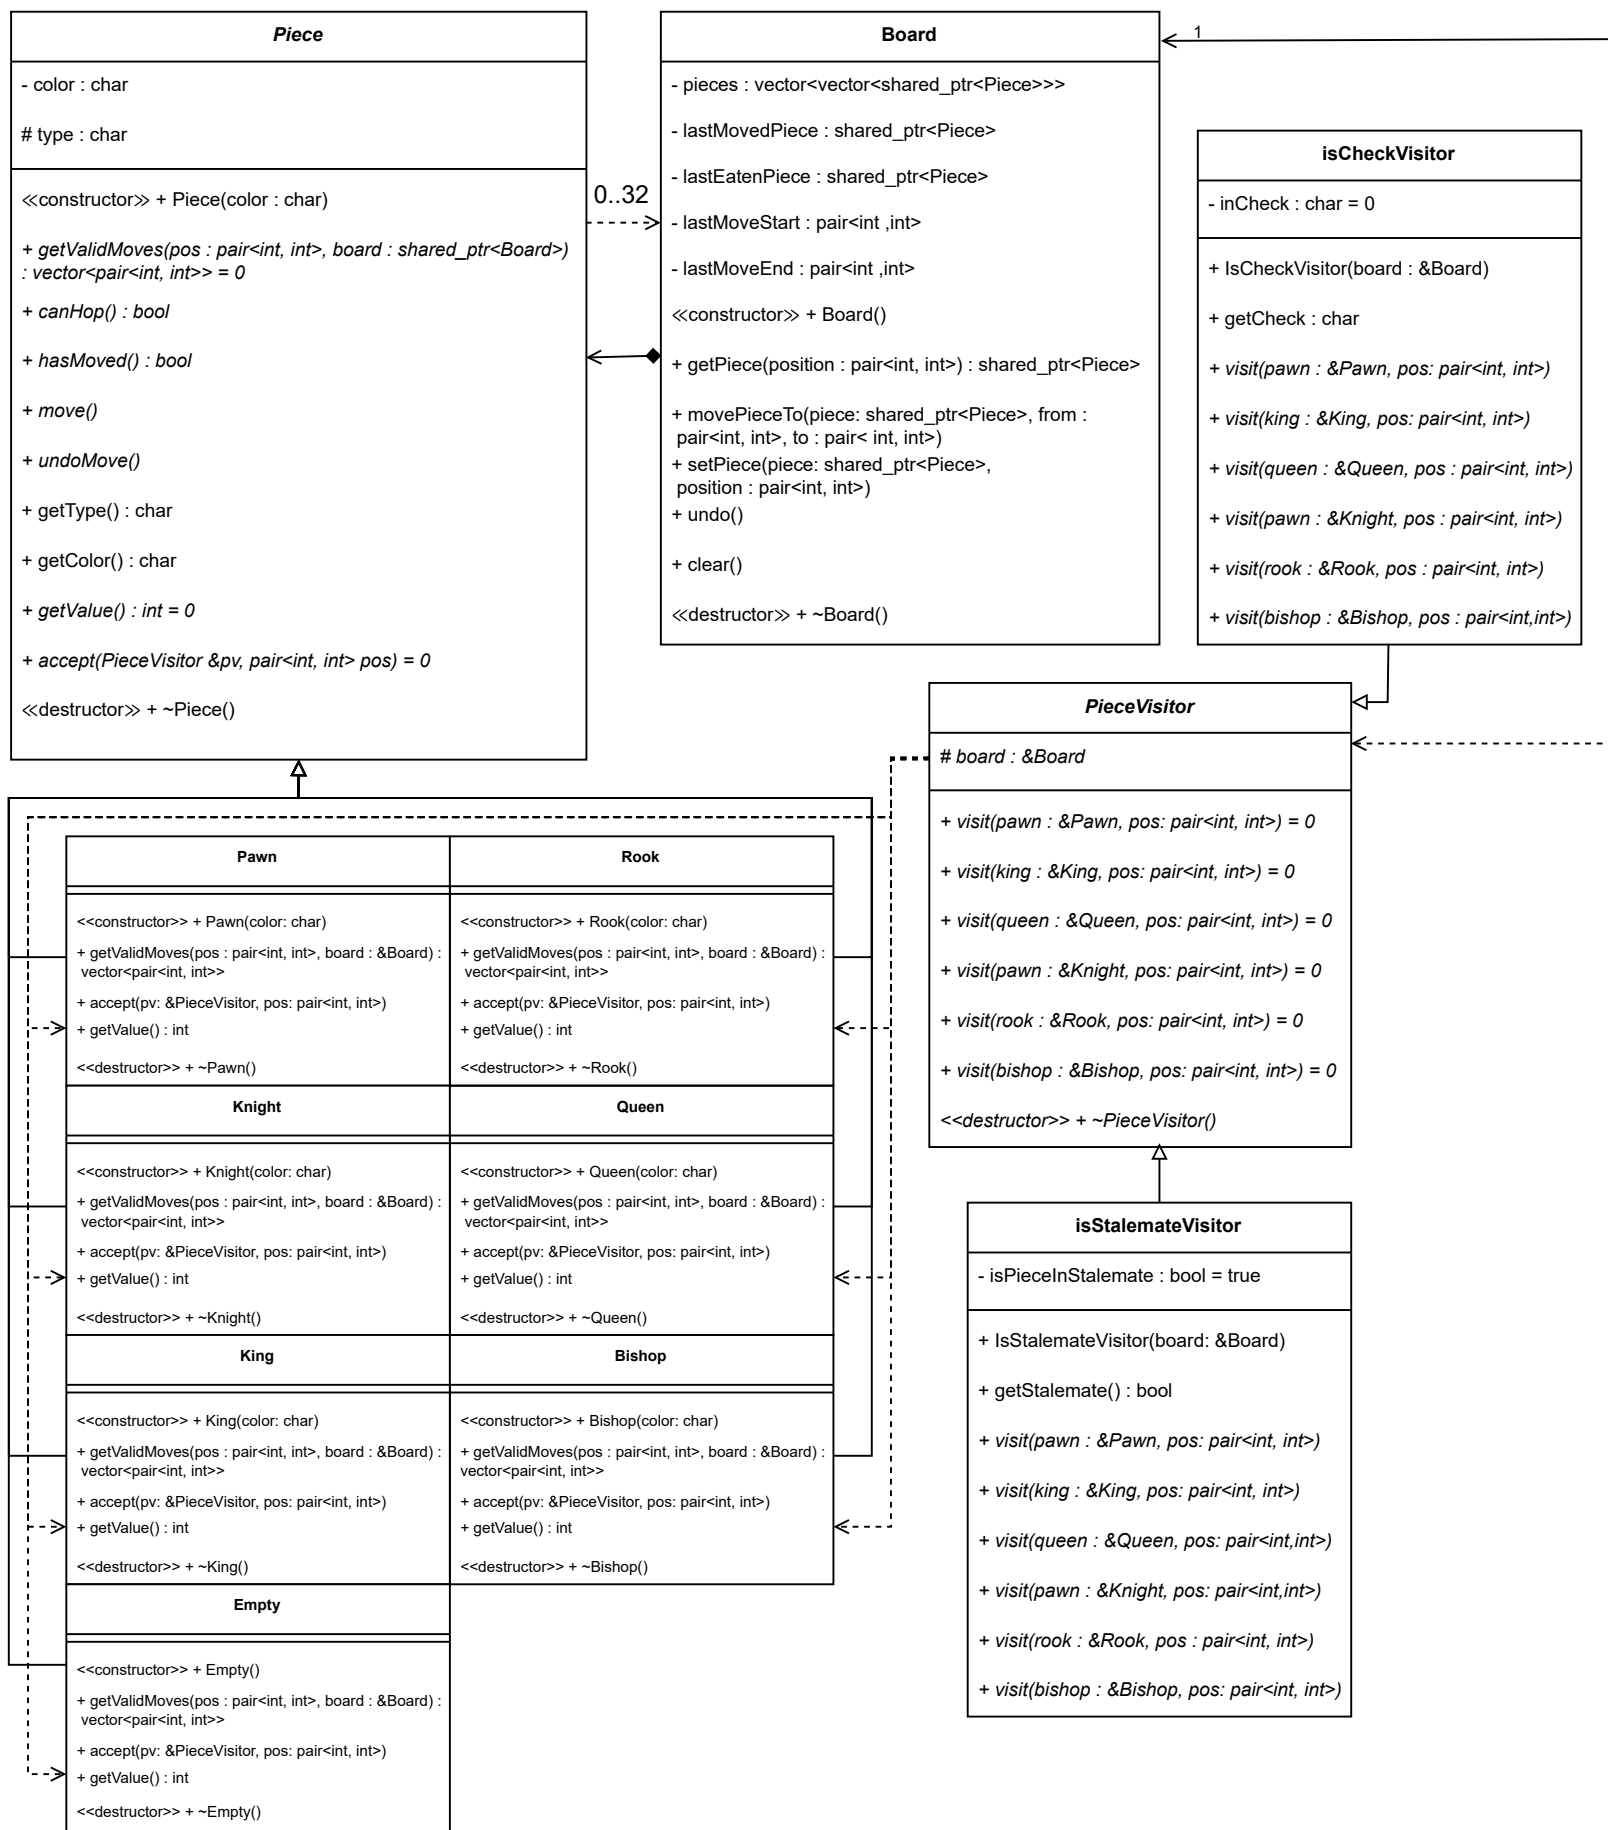 Piece
- color : char
# type : char
≪constructor≫ + Piece(color : char)
+ getValidMoves(pos : pair<int, int>, board : shared_ptr<Board>)
: vector<pair<int, int>> = 0
+ canHop() : bool
+ hasMoved() : bool
+ move()
+ undoMove()
+ getType() : char
+ getColor() : char
+ getValue() : int = 0
+ accept(PieceVisitor &pv, pair<int, int> pos) = 0
≪destructor≫ + ~Piece()
0..32
Board
- pieces : vector<vector<shared_ptr<Piece>>>
- lastMovedPiece : shared_ptr<Piece>
- lastEatenPiece : shared_ptr<Piece>
- lastMoveStart : pair<int ,int>
- lastMoveEnd : pair<int ,int>
≪constructor≫ + Board()
+ getPiece(position : pair<int, int>) : shared_ptr<Piece>
+ movePieceTo(piece: shared_ptr<Piece>, from :
pair<int, int>, to : pair< int, int>)
+ setPiece(piece: shared_ptr<Piece>,
position : pair<int, int>)
+ undo()
+ clear()
≪destructor≫ + ~Board()
1
isCheckVisitor
- inCheck : char = 0
+ IsCheckVisitor(board : &Board)
+ getCheck : char
+ visit(pawn : &Pawn, pos: pair<int, int>)
+ visit(king : &King, pos: pair<int, int>)
+ visit(queen : &Queen, pos : pair<int, int>)
+ visit(pawn : &Knight, pos : pair<int, int>)
+ visit(rook : &Rook, pos : pair<int, int>)
+ visit(bishop : &Bishop, pos : pair<int,int>)
PieceVisitor
# board : &Board
+ visit(pawn : &Pawn, pos: pair<int, int>) = 0
+ visit(king : &King, pos: pair<int, int>) = 0
+ visit(queen : &Queen, pos: pair<int, int>) = 0
+ visit(pawn : &Knight, pos: pair<int, int>) = 0
+ visit(rook : &Rook, pos: pair<int, int>) = 0
+ visit(bishop : &Bishop, pos: pair<int, int>) = 0
<<destructor>> + ~PieceVisitor()
isStalemateVisitor
- isPieceInStalemate : bool = true
+ IsStalemateVisitor(board: &Board)
+ getStalemate() : bool
+ visit(pawn : &Pawn, pos: pair<int, int>)
+ visit(king : &King, pos: pair<int, int>)
+ visit(queen : &Queen, pos: pair<int,int>)
+ visit(pawn : &Knight, pos: pair<int,int>)
+ visit(rook : &Rook, pos : pair<int, int>)
+ visit(bishop : &Bishop, pos: pair<int, int>)
Pawn
<<constructor>> + Pawn(color: char)
+ getValidMoves(pos : pair<int, int>, board : &Board) :
vector<pair<int, int>>
+ accept(pv: &PieceVisitor, pos: pair<int, int>)
+ getValue() : int
<<destructor>> + ~Pawn()
Rook
<<constructor>> + Rook(color: char)
+ getValidMoves(pos : pair<int, int>, board : &Board) :
vector<pair<int, int>>
+ accept(pv: &PieceVisitor, pos: pair<int, int>)
+ getValue() : int
<<destructor>> + ~Rook()
Knight
<<constructor>> + Knight(color: char)
+ getValidMoves(pos : pair<int, int>, board : &Board) :
vector<pair<int, int>>
+ accept(pv: &PieceVisitor, pos: pair<int, int>)
+ getValue() : int
<<destructor>> + ~Knight()
Queen
<<constructor>> + Queen(color: char)
+ getValidMoves(pos : pair<int, int>, board : &Board) :
vector<pair<int, int>>
+ accept(pv: &PieceVisitor, pos: pair<int, int>)
+ getValue() : int
<<destructor>> + ~Queen()
King
<<constructor>> + King(color: char)
+ getValidMoves(pos : pair<int, int>, board : &Board) :
vector<pair<int, int>>
+ accept(pv: &PieceVisitor, pos: pair<int, int>)
+ getValue() : int
<<destructor>> + ~King()
Bishop
<<constructor>> + Bishop(color: char)
+ getValidMoves(pos : pair<int, int>, board : &Board) :
vector<pair<int, int>>
+ accept(pv: &PieceVisitor, pos: pair<int, int>)
+ getValue() : int
<<destructor>> + ~Bishop()
Empty
<<constructor>> + Empty()
+ getValidMoves(pos : pair<int, int>, board : &Board) :
vector<pair<int, int>>
+ accept(pv: &PieceVisitor, pos: pair<int, int>)
+ getValue() : int
<<destructor>> + ~Empty()